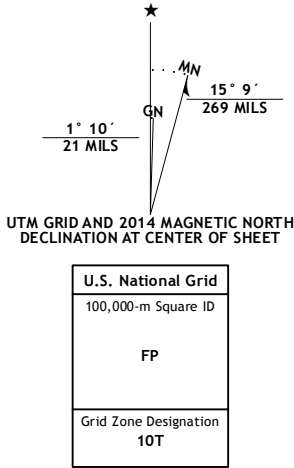 MN
15° 9´
GN
269 MILS
1° 10´
21 MILS
UTM GRID AND 2014 MAGNETIC NORTH
DECLINATION AT CENTER OF SHEET
U.S. National Grid
100,000-m Square ID
FP
Grid Zone Designation
10T